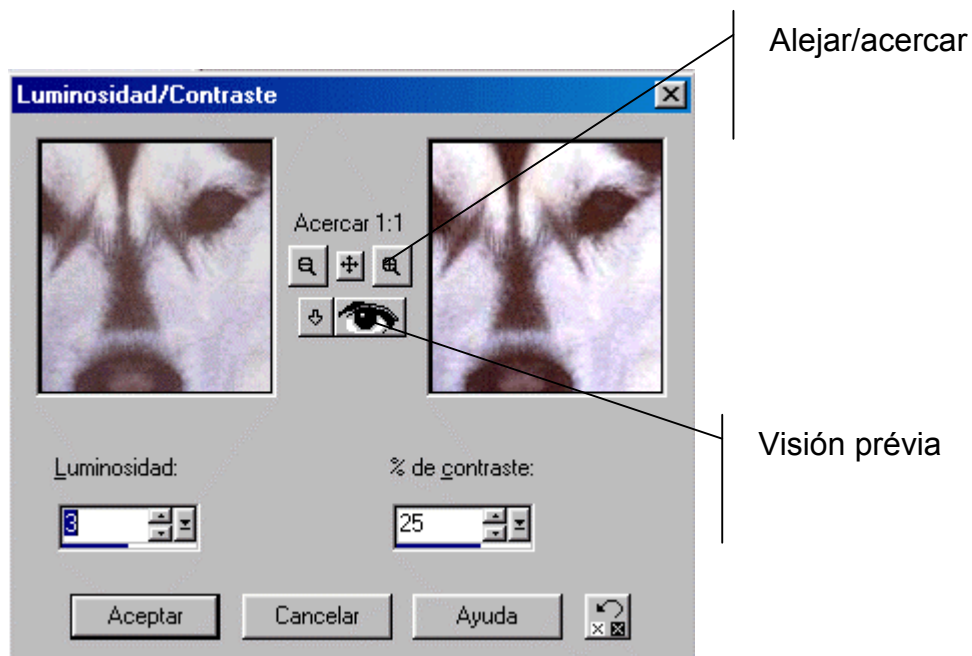 Alejar/acercar
Luminosidad/Contraste
Acercar 1:1
Visión prévia
Luminosidad:
% de contraste:
3
25
Aceptar
Cancelar
Ayuda